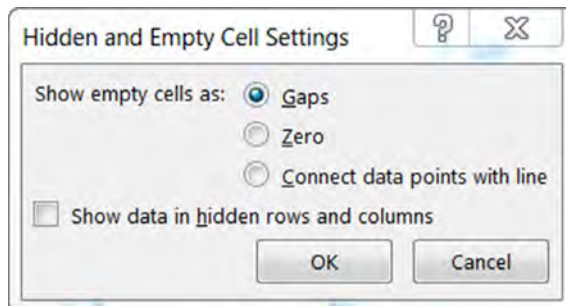 Hidden and Empty Cell Settings
?
X
Show empty cells as:
Gaps
Zero
Connect data points with line
Show data in hidden rows and columns
OK
Cancel